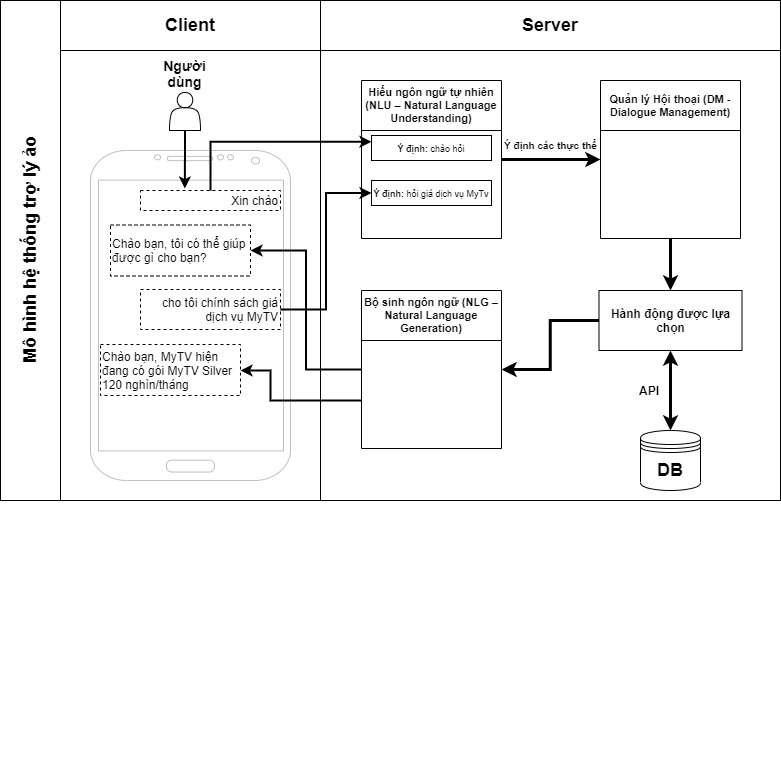 Mô hình hệ thống trợ lý ảo
Client
Server
Người
dùng
Xin chào
Chào bạn, tôi có thể giúp
được gì cho bạn?
cho tôi chính sách giá
dịch vụ MyTV
Chào bạn, MyTV hiện
đang có gói MyTV Silver
120 nghìn/tháng
Hiểu ngôn ngữ tự nhiên
(NLU – Natural Language
Understanding)
Ý định: chào hỏi
Ý định: hỏi giá dịch vụ MyTv
Ý định các thực thể
Quản lý Hội thoại (DM -
Dialogue Management)
Bộ sinh ngôn ngữ (NLG –
Natural Language
Generation)
Hành động được lựa
chọn
API
DB